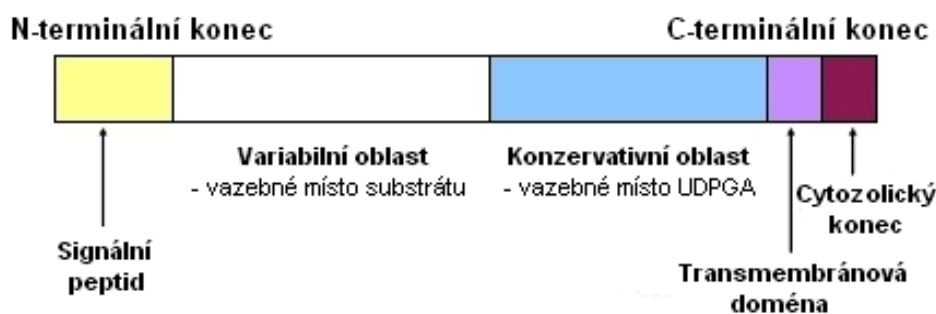 N-terminální konec
C-terminální konec
Variabilní oblast
- vazebné místo substrátu
Konzervativní oblast
- vazebné místo UDPGA
Cytozolický
konec
Signální
peptid
Transmembránová
doména